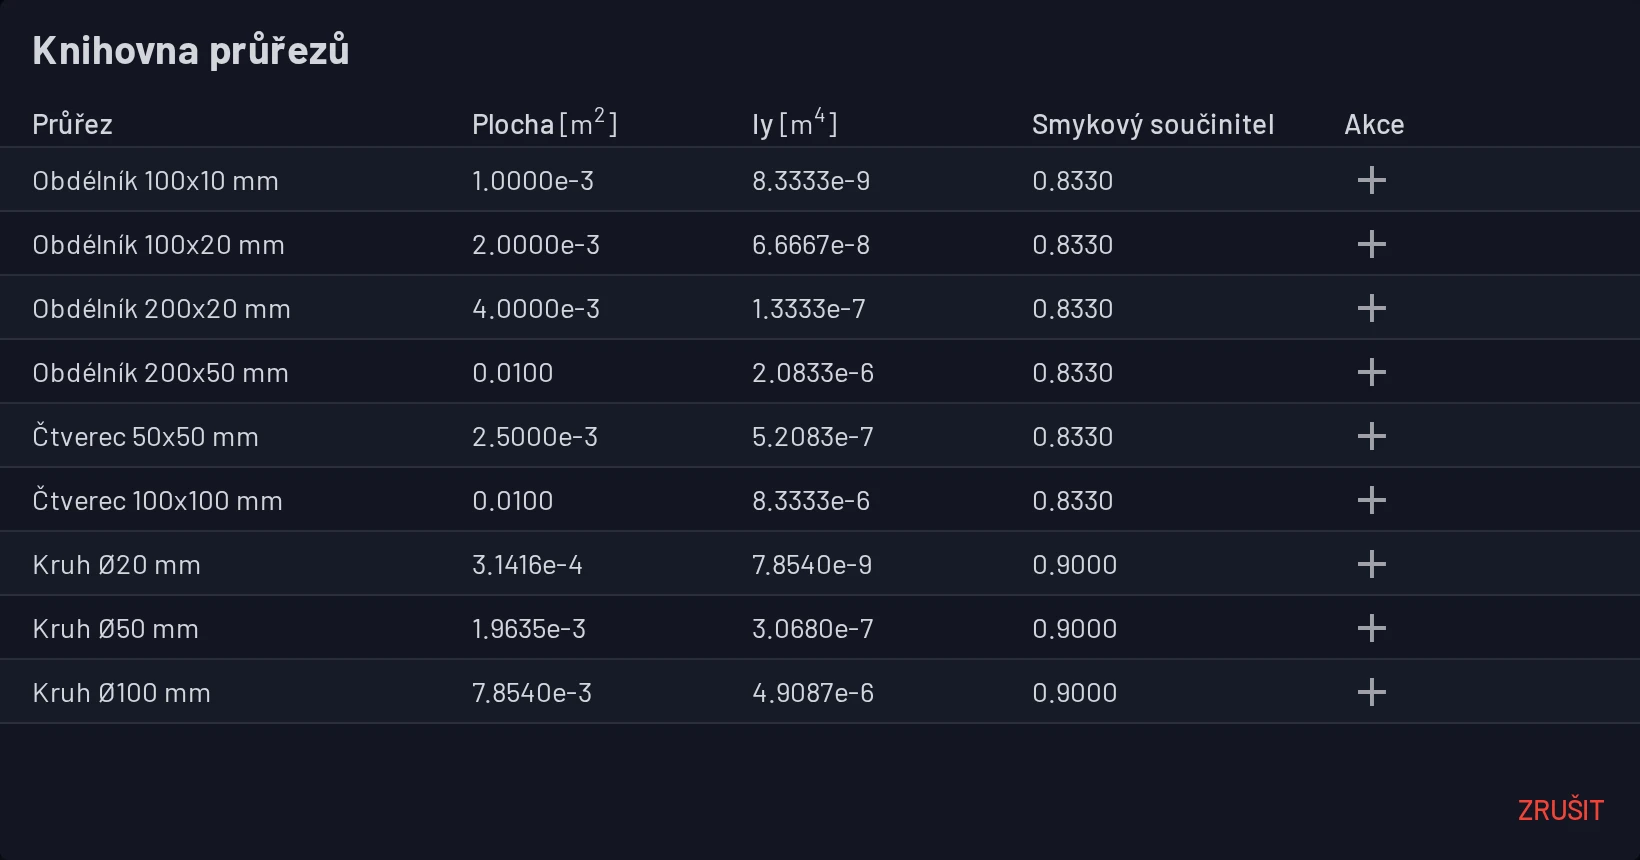 Knihovna průřezů
Průřez Plocha [m²] Iy [m⁴] Smykový součinitel Akce
Obdélník 100x10 mm 1.0000e-3 8.3333e-9 0.8330
Obdélník 100x20 mm 2.0000e-3 6.6667e-8 0.8330
Obdélník 200x20 mm 4.0000e-3 1.3333e-7 0.8330
Obdélník 200x50 mm 0.0100 2.0833e-6 0.8330
Čtverec 50x50 mm 2.5000e-3 5.2083e-7 0.8330
Čtverec 100x100 mm 0.0100 8.3333e-6 0.8330
Kruh Ø20 mm 3.1416e-4 7.8540e-9 0.9000
Kruh Ø50 mm 1.9635e-3 3.0680e-7 0.9000
Kruh Ø100 mm 7.8540e-3 4.9087e-6 0.9000
ZRUŠIT